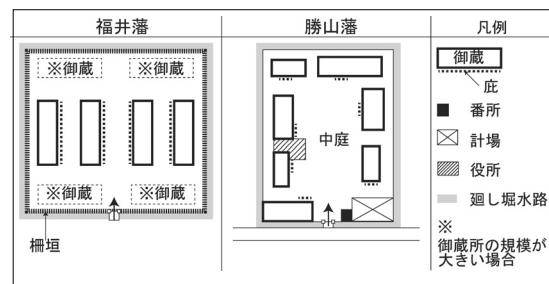 福井藩
※御蔵
※御蔵
※御蔵
※御蔵
柵垣
勝山藩
中庭
凡例
御蔵
庇
番所
計場
役所
廻し堀水路
※
御蔵所の規模が
大きい場合